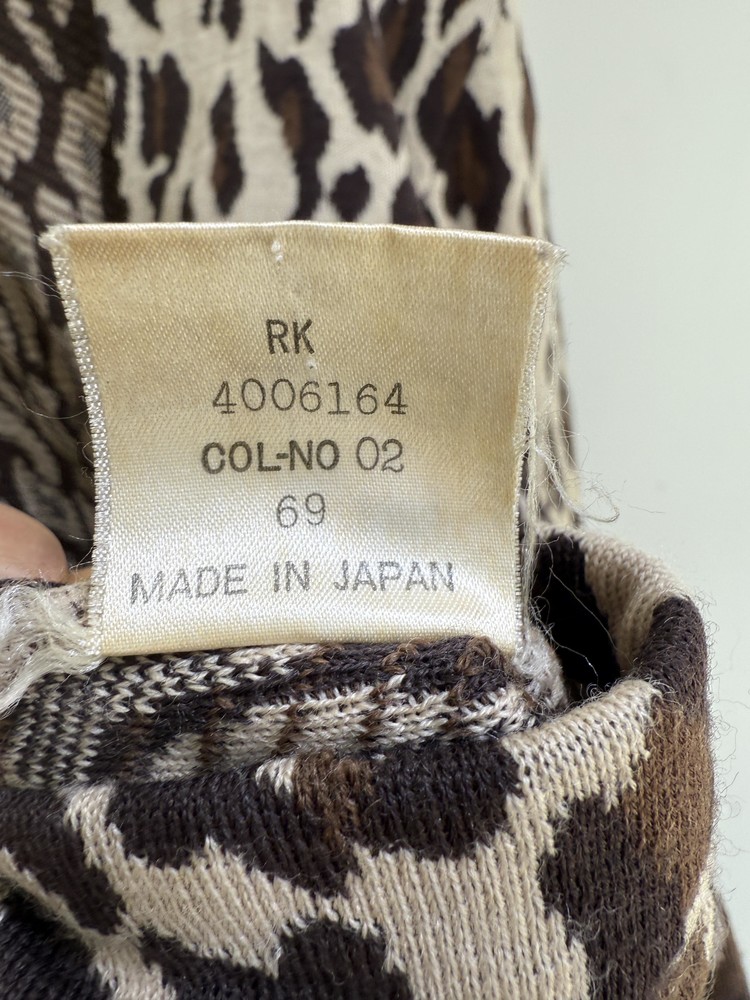 RK
4006164
COL-NO 02
69
MADE IN JAPAN